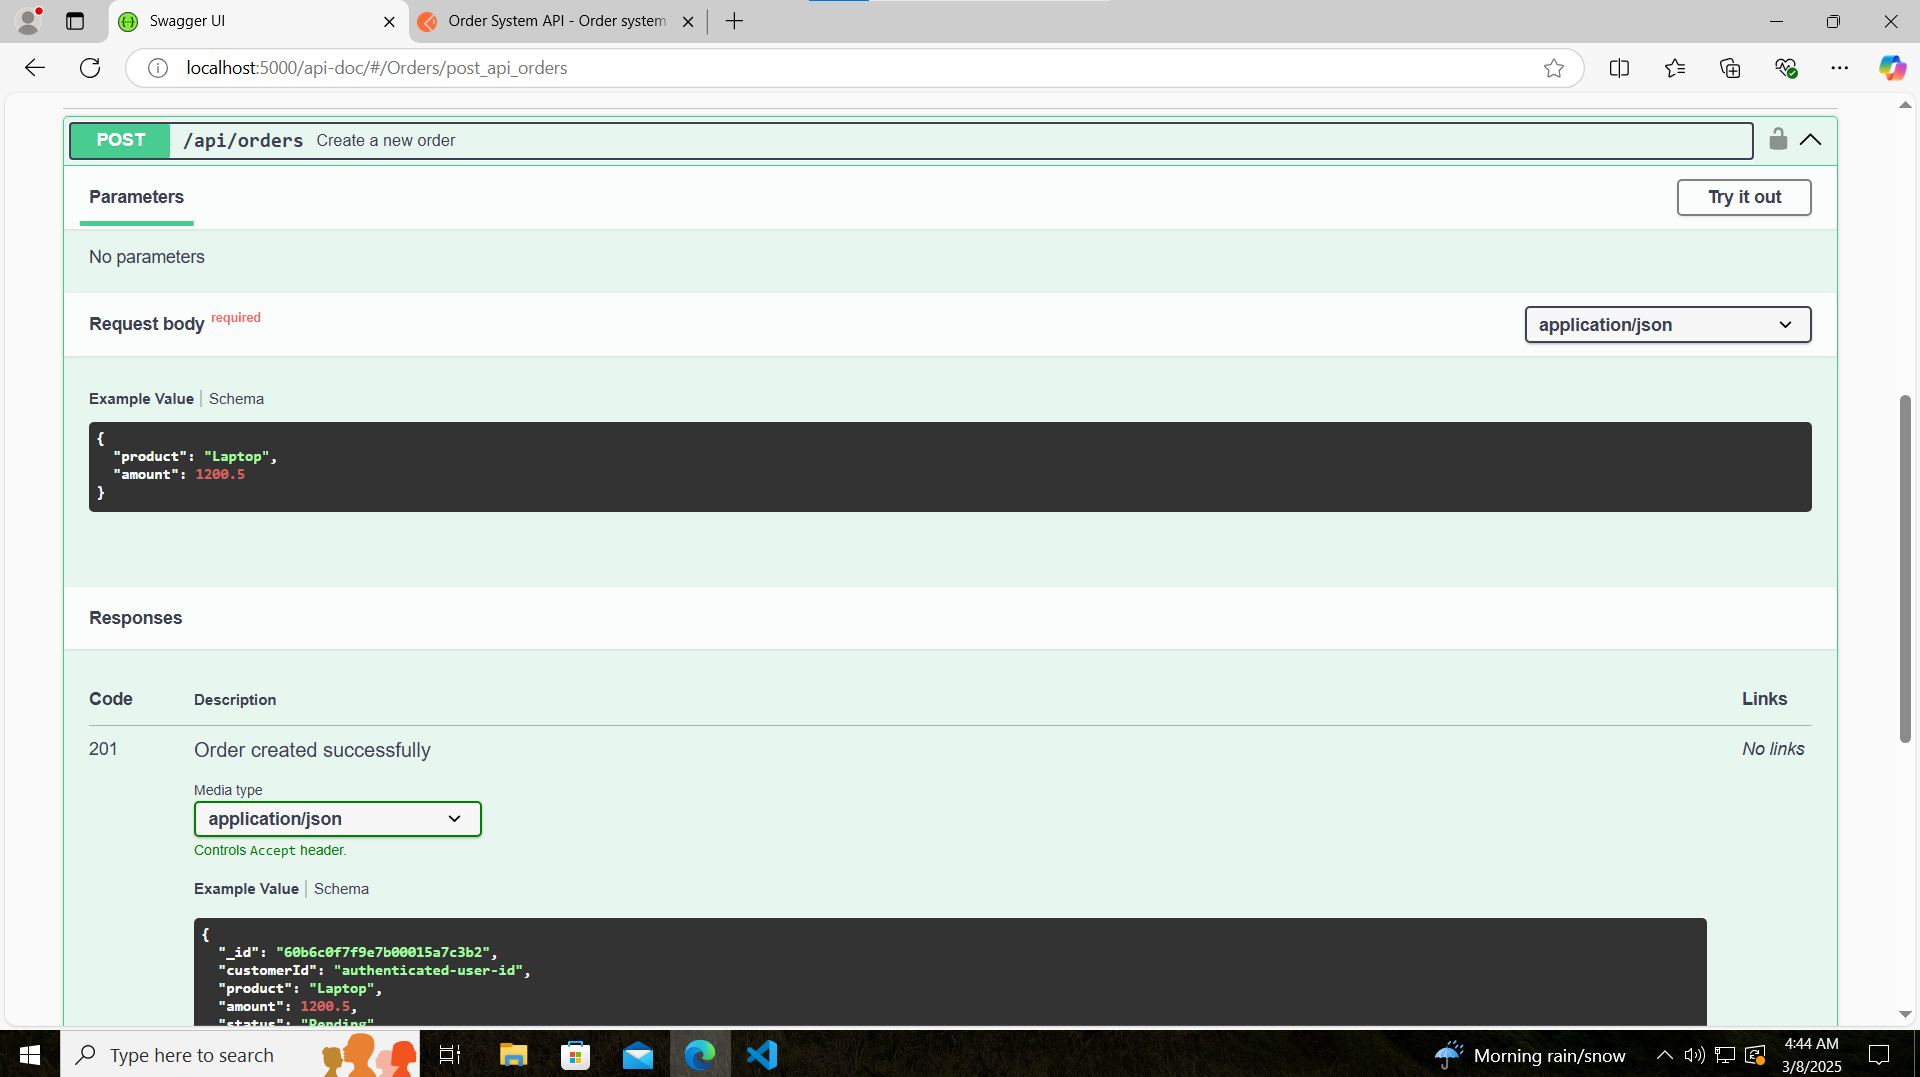 Swagger UI
Order System API - Order system
localhost:5000/api-doc/#/Orders/post_api_orders
POST /api/orders Create a new order
Parameters
Try it out
No parameters
Request body required
application/json
Example Value | Schema
{
"product": "Laptop",
"amount": 1200.5
}
Responses
Code Description Links
201 Order created successfully No links
Media type
application/json
Controls Accept header.
Example Value | Schema
{
"_id": "60b6c0f7f9e7b00015a7c3b2",
"customerId": "authenticated-user-id",
"product": "Laptop",
"amount": 1200.5,
"status": "Pending"
Type here to search
Morning rain/snow
4:44 AM
3/8/2025